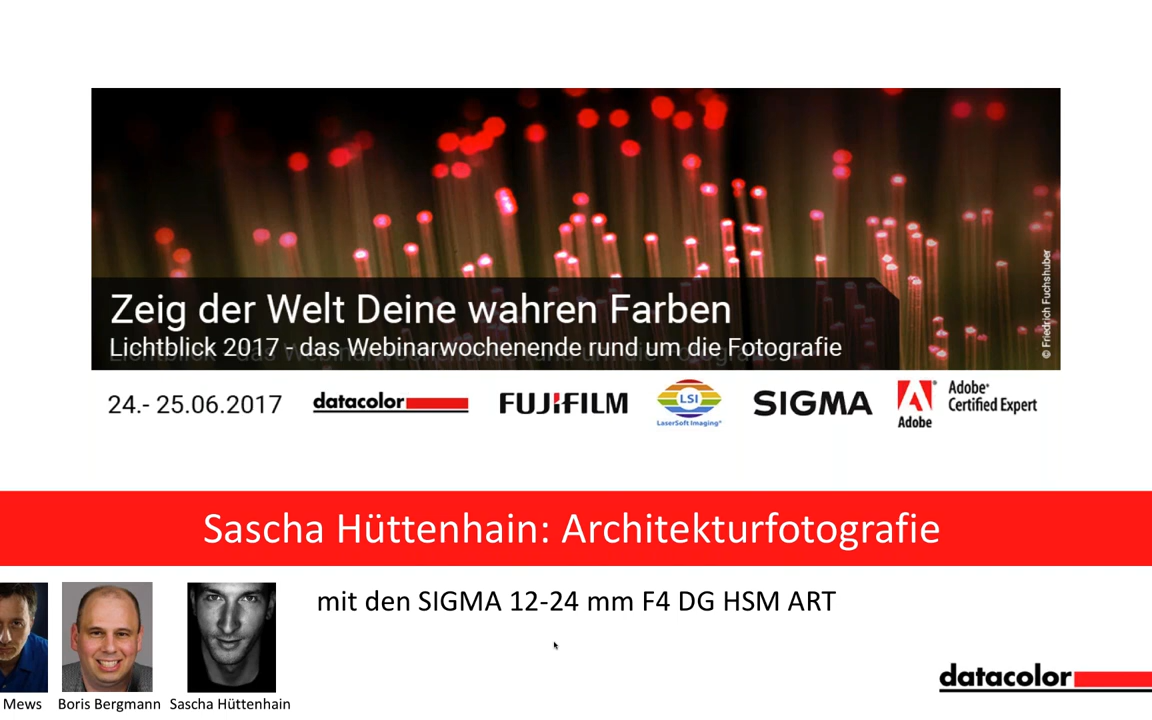 Zeig der Welt Deine wahren Farben
Lichtblick 2017 - das Webinarwochenende rund um die Fotografie
© Friedrich Fuchshuber
24.- 25.06.2017
datacolor
FUJIFILM
LSI
LaserSoft Imaging®
SIGMA
Adobe
Adobe® Certified Expert
Sascha Hüttenhain: Architekturfotografie
mit den SIGMA 12-24 mm F4 DG HSM ART
Mews
Boris Bergmann
Sascha Hüttenhain
datacolor